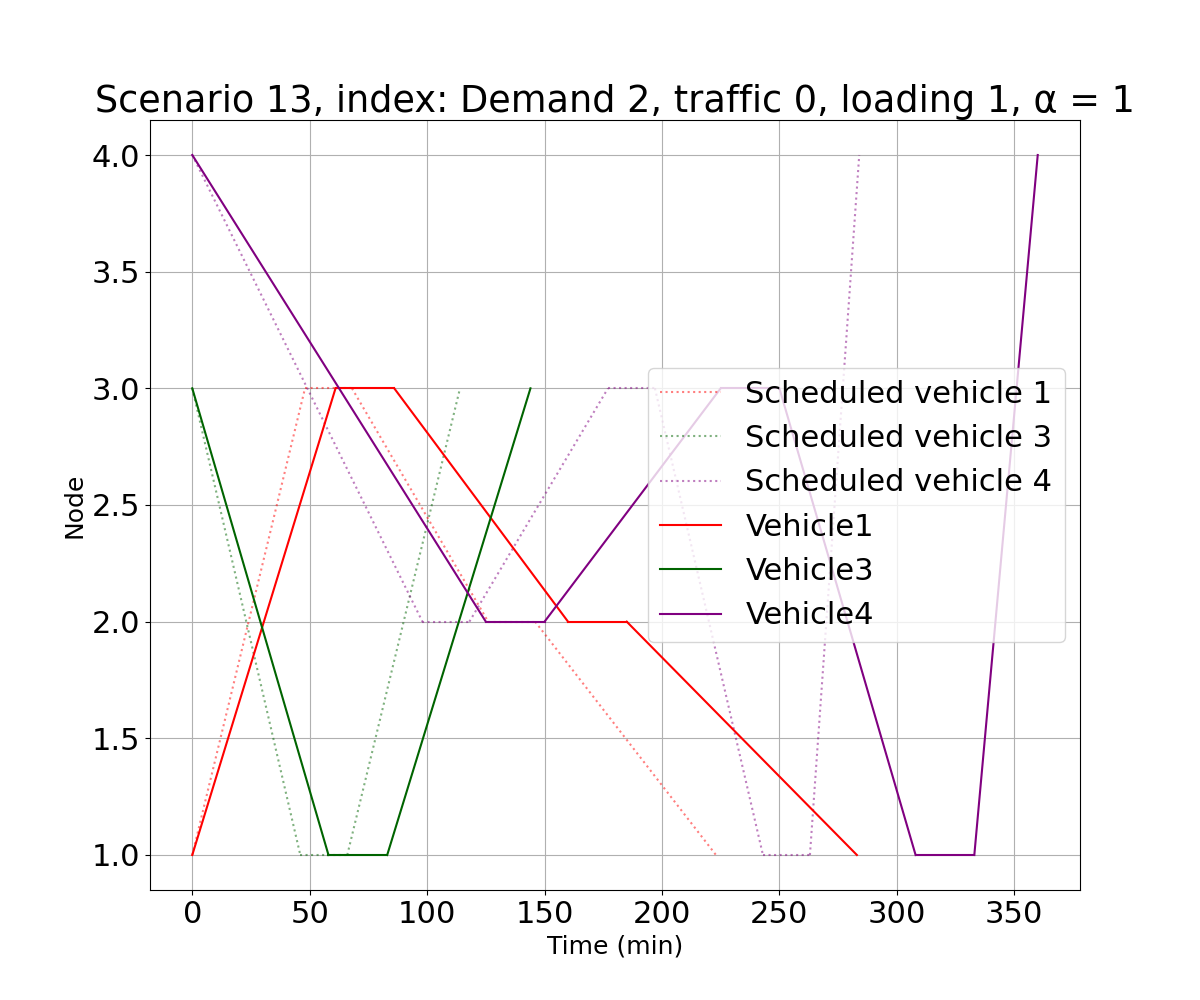 Scenario 13, index: Demand 2, traffic 0, loading 1, α = 1
4.0
3.5
3.0
2.5
2.0
1.5
1.0
Node
Scheduled vehicle 1
Scheduled vehicle 3
Scheduled vehicle 4
Vehicle1
Vehicle3
Vehicle4
0 50 100 150 200 250 300 350
Time (min)